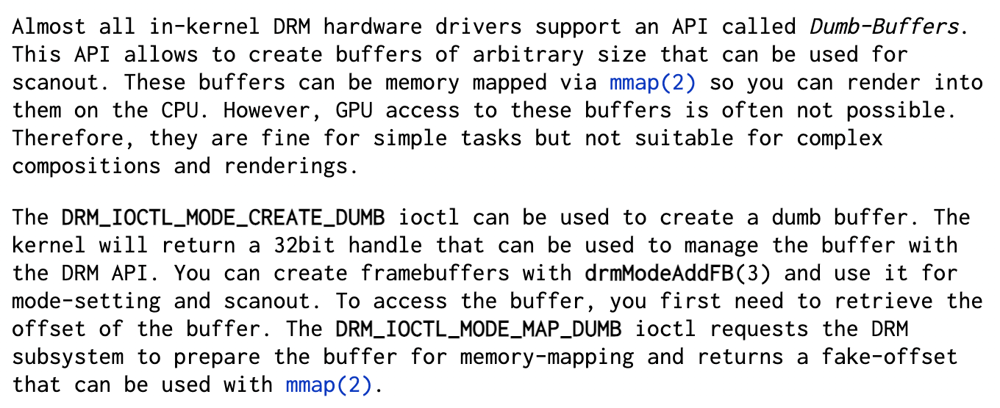 Almost all in-kernel DRM hardware drivers support an API called Dumb-Buffers.
This API allows to create buffers of arbitrary size that can be used for
scanout. These buffers can be memory mapped via mmap(2) so you can render into
them on the CPU. However, GPU access to these buffers is often not possible.
Therefore, they are fine for simple tasks but not suitable for complex
compositions and renderings.
The DRM_IOCTL_MODE_CREATE_DUMB ioctl can be used to create a dumb buffer. The
kernel will return a 32bit handle that can be used to manage the buffer with
the DRM API. You can create framebuffers with drmModeAddFB(3) and use it for
mode-setting and scanout. To access the buffer, you first need to retrieve the
offset of the buffer. The DRM_IOCTL_MODE_MAP_DUMB ioctl requests the DRM
subsystem to prepare the buffer for memory-mapping and returns a fake-offset
that can be used with mmap(2).